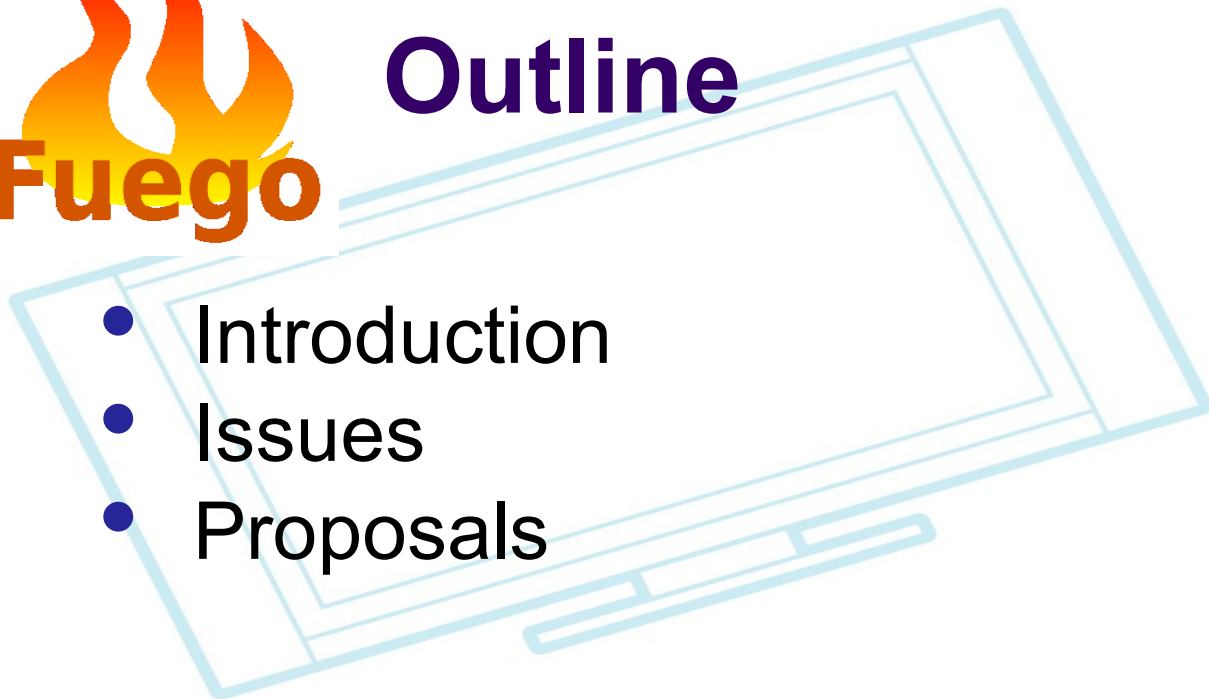 Outline
Fuego
• Introduction
• Issues
• Proposals